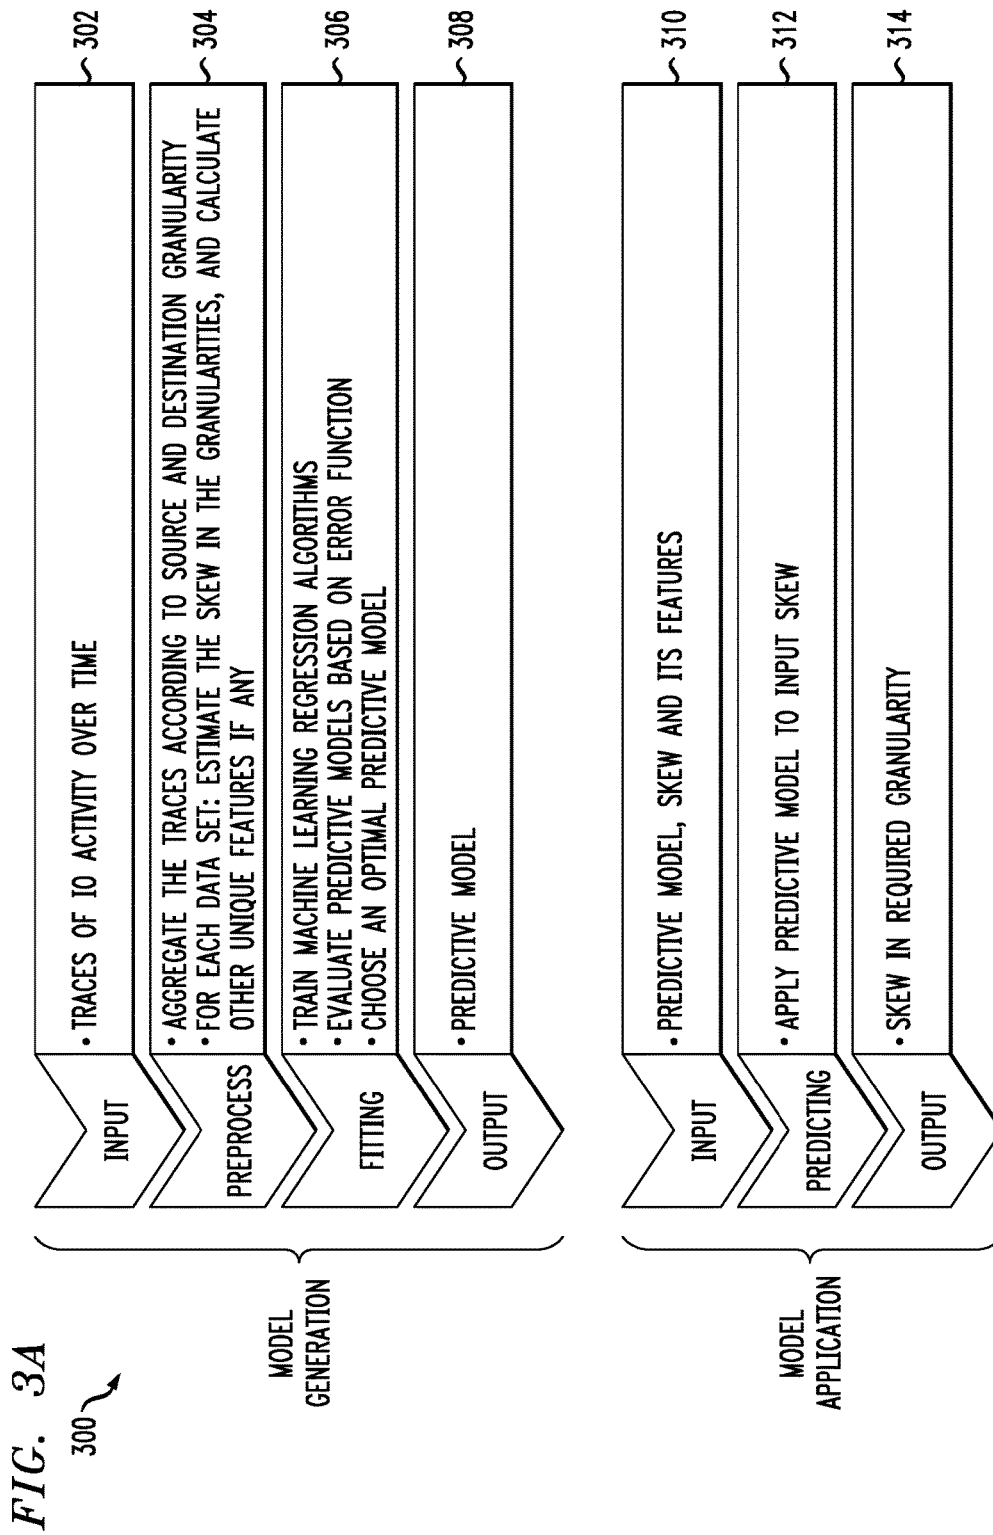 FIG. 3A
300
MODEL
GENERATION
INPUT
• TRACES OF IO ACTIVITY OVER TIME
302
PREPROCESS
• AGGREGATE THE TRACES ACCORDING TO SOURCE AND DESTINATION GRANULARITY
• FOR EACH DATA SET: ESTIMATE THE SKEW IN THE GRANULARITIES, AND CALCULATE
OTHER UNIQUE FEATURES IF ANY
304
FITTING
• TRAIN MACHINE LEARNING REGRESSION ALGORITHMS
• EVALUATE PREDICTIVE MODELS BASED ON ERROR FUNCTION
• CHOOSE AN OPTIMAL PREDICTIVE MODEL
306
OUTPUT
• PREDICTIVE MODEL
308
MODEL
APPLICATION
INPUT
• PREDICTIVE MODEL, SKEW AND ITS FEATURES
310
PREDICTING
• APPLY PREDICTIVE MODEL TO INPUT SKEW
312
OUTPUT
• SKEW IN REQUIRED GRANULARITY
314